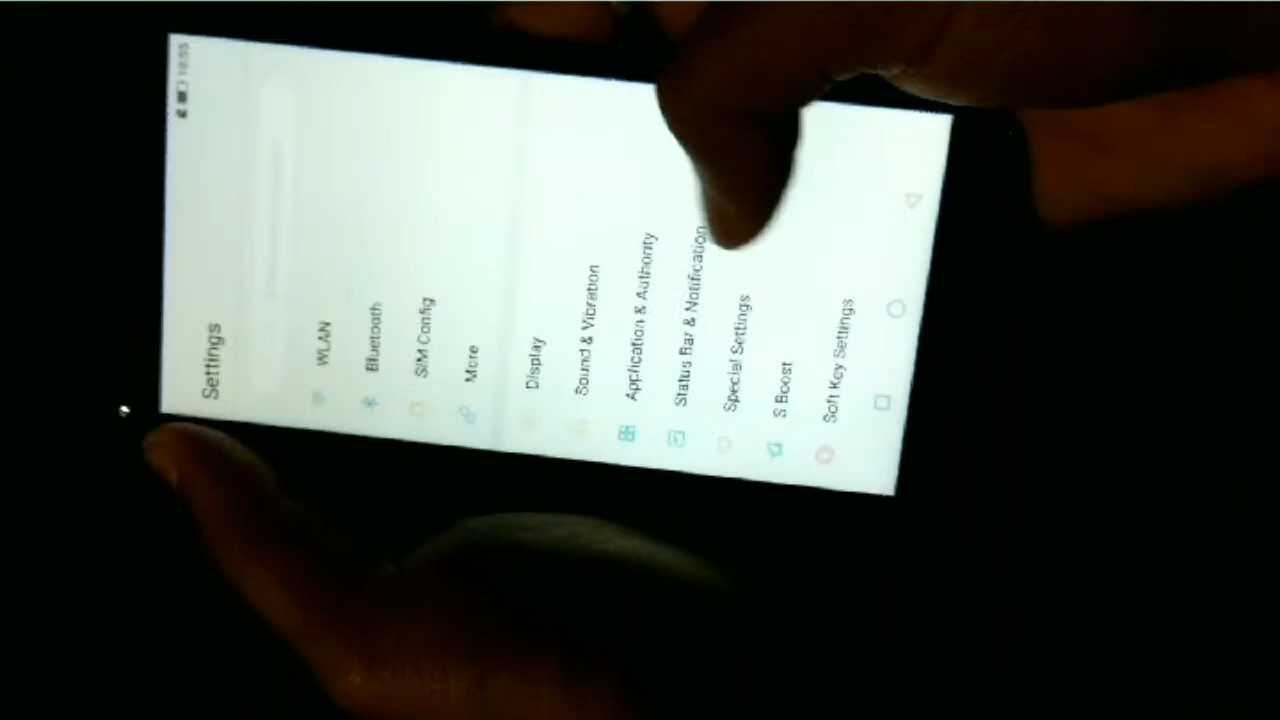 Settings
WLAN
Bluetooth
SIM Config
More
Display
Sound & Vibration
Application & Authority
Status Bar & Notification
Special Settings
S Boost
Soft Key Settings